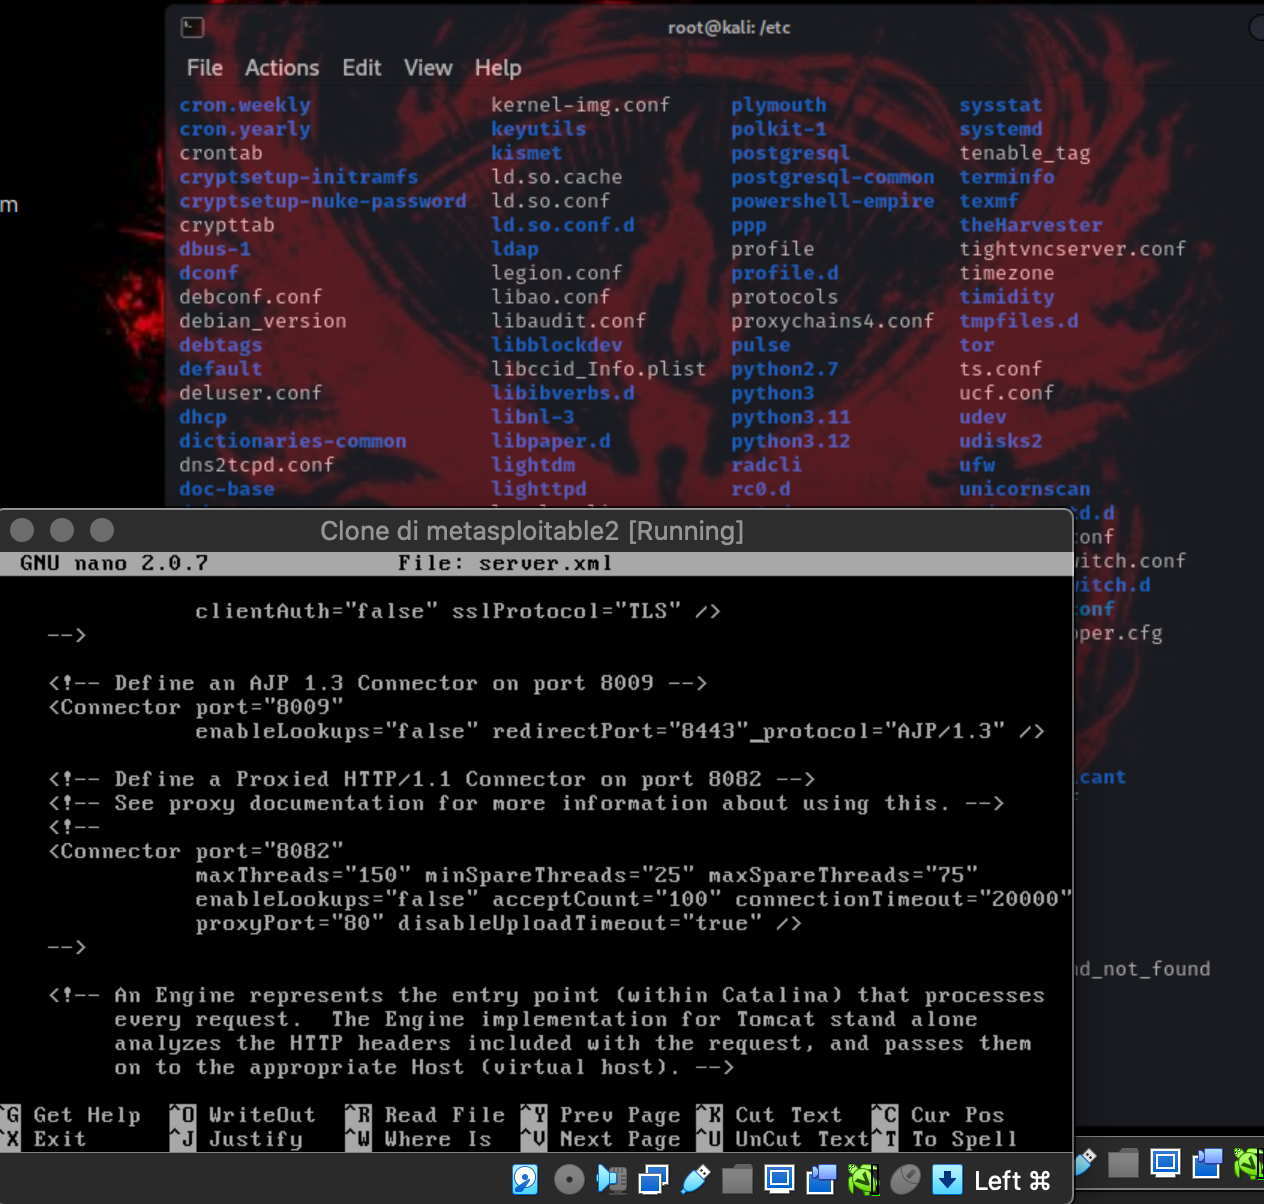 root@kali: /etc
File Actions Edit View Help
cron.weekly kernel-img.conf plymouth sysstat
cron.yearly keyutils polkit-1 systemd
crontab kismet postgresql tenable_tag
cryptsetup-initramfs ld.so.cache postgresql-common terminfo
m
cryptsetup-nuke-password ld.so.conf powershell-empire texmf
crypttab ld.so.conf.d ppp theHarvester
dbus-1 ldap profile tightvncserver.conf
dconf legion.conf profile.d timezone
debconf.conf libao.conf protocols timidity
debian_version libaudit.conf proxychains4.conf tmpfiles.d
debtags libblockdev pulse tor
default libccid_Info.plist python2.7 ts.conf
deluser.conf libibverbs.d python3 ucf.conf
dhcp libnl-3 python3.11 udev
dictionaries-common libpaper.d python3.12 udisks2
dns2tcpd.conf lightdm radcli ufw
doc-base lighttpd rc0.d unicornscan
td.d
onf
itch.conf
itch.d
conf
pper.cfg
icant
nd_not_found
Clone di metasploitable2 [Running]
GNU nano 2.0.7 File: server.xml
clientAuth="false" sslProtocol="TLS" />
-->
<!-- Define an AJP 1.3 Connector on port 8009 -->
<Connector port="8009"
enableLookups="false" redirectPort="8443"_protocol="AJP/1.3" />
<!-- Define a Proxied HTTP/1.1 Connector on port 8082 -->
<!-- See proxy documentation for more information about using this. -->
<!--
<Connector port="8082"
maxThreads="150" minSpareThreads="25" maxSpareThreads="75"
enableLookups="false" acceptCount="100" connectionTimeout="20000"
proxyPort="80" disableUploadTimeout="true" />
-->
<!-- An Engine represents the entry point (within Catalina) that processes
every request. The Engine implementation for Tomcat stand alone
analyzes the HTTP headers included with the request, and passes them
on to the appropriate Host (virtual host). -->
^G Get Help ^O WriteOut ^R Read File ^Y Prev Page ^K Cut Text ^C Cur Pos
^X Exit ^J Justify ^W Where Is ^V Next Page ^U UnCut Text ^T To Spell
Left ⌘